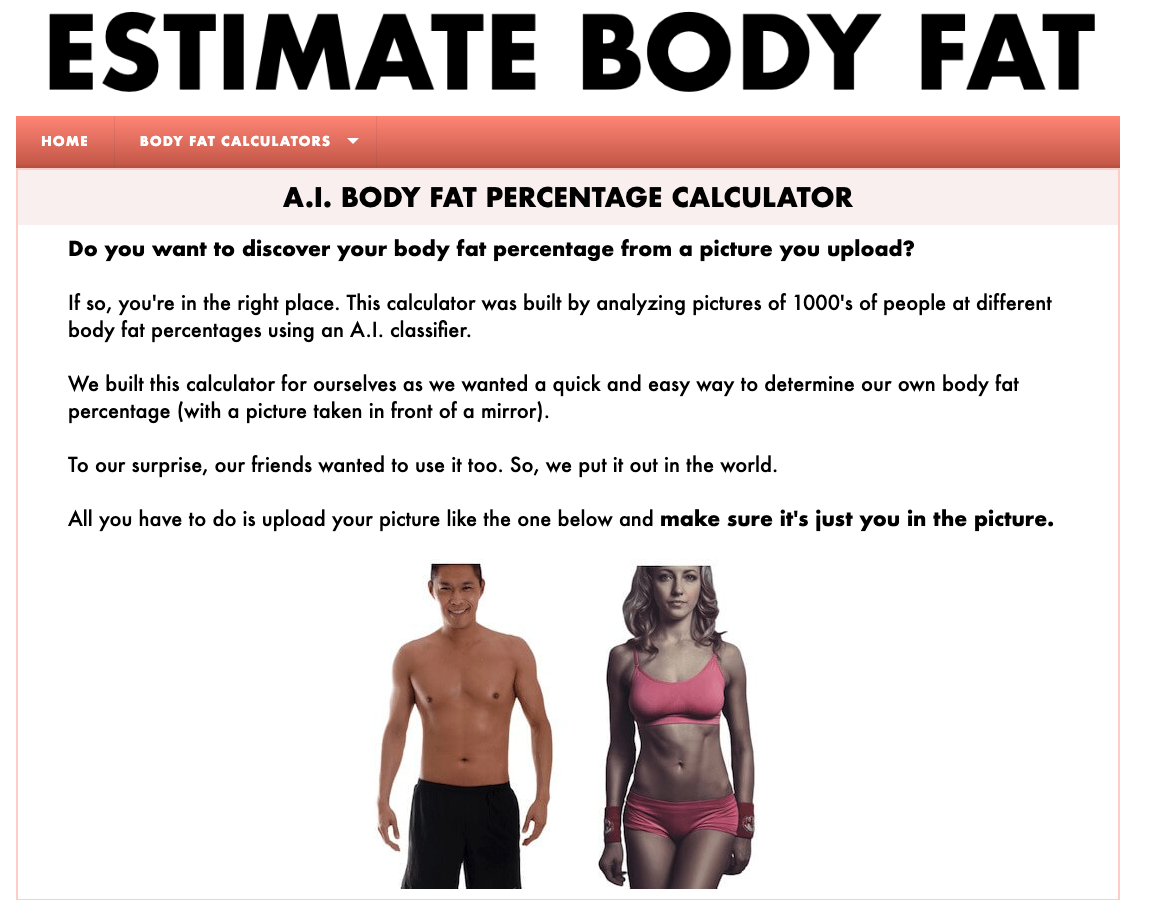 ESTIMATE BODY FAT
HOME BODY FAT CALCULATORS
A.I. BODY FAT PERCENTAGE CALCULATOR
Do you want to discover your body fat percentage from a picture you upload?
If so, you're in the right place. This calculator was built by analyzing pictures of 1000's of people at different
body fat percentages using an A.I. classifier.
We built this calculator for ourselves as we wanted a quick and easy way to determine our own body fat
percentage (with a picture taken in front of a mirror).
To our surprise, our friends wanted to use it too. So, we put it out in the world.
All you have to do is upload your picture like the one below and make sure it's just you in the picture.